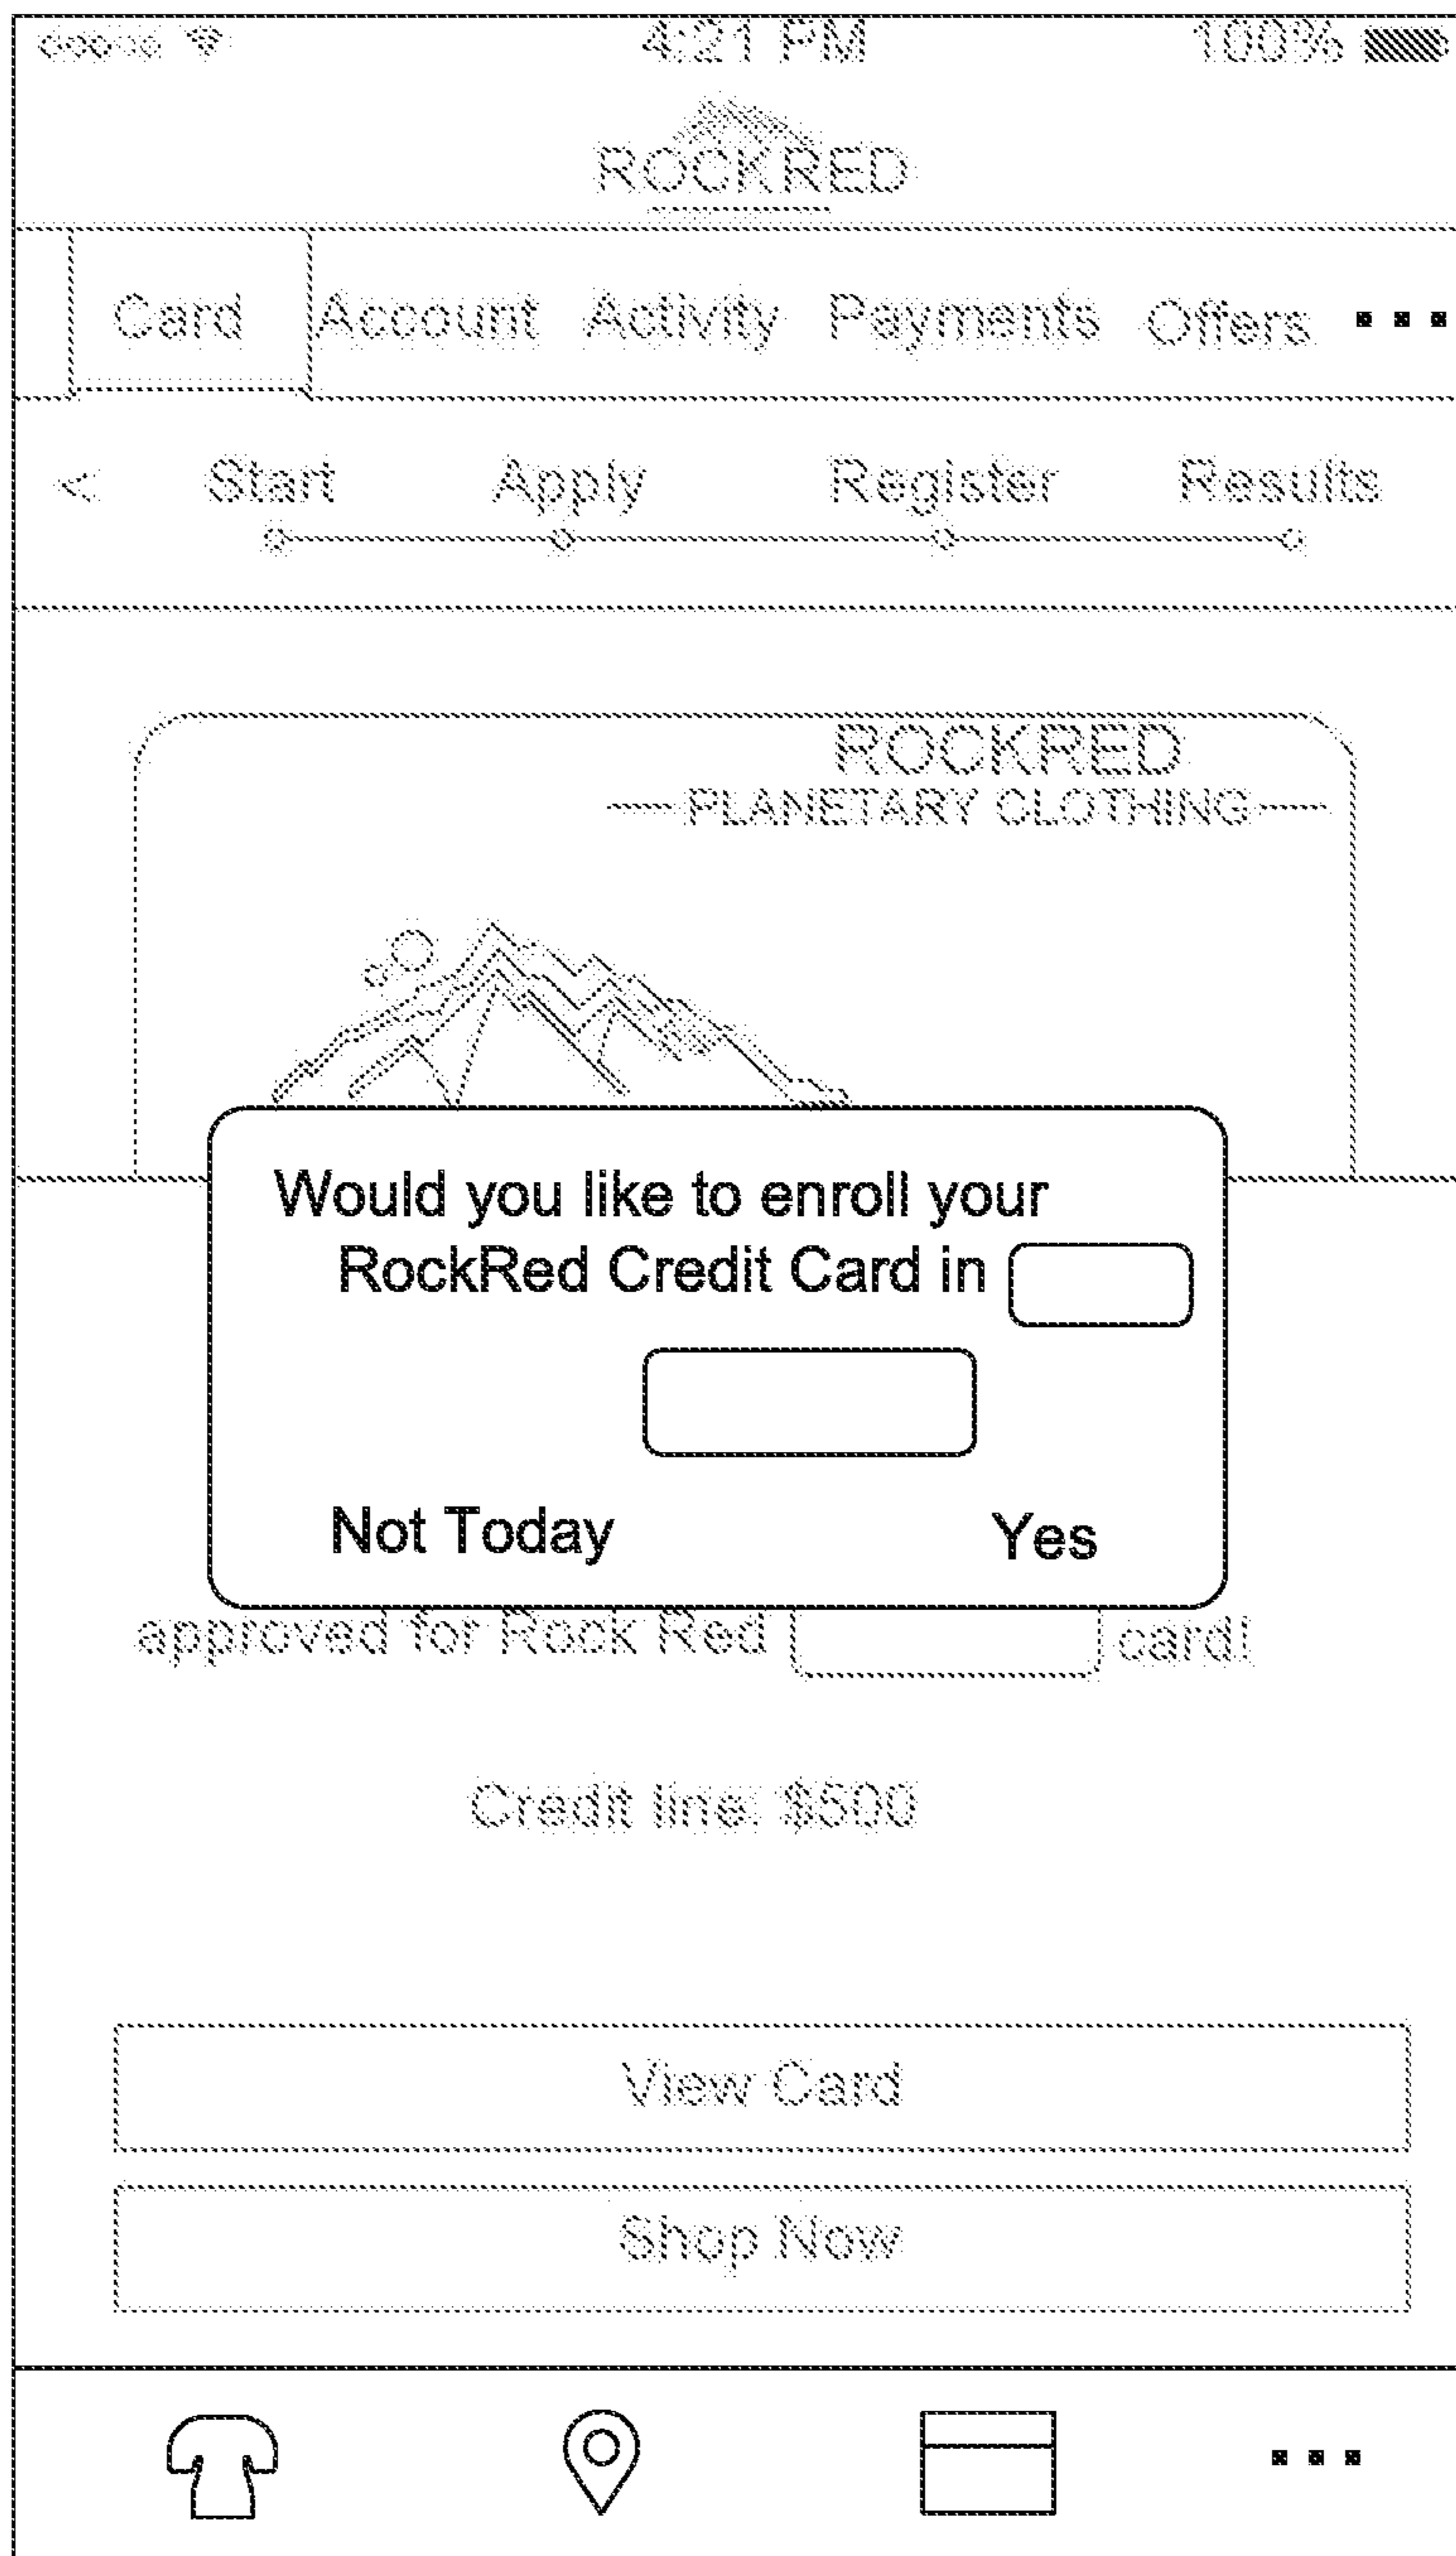 4:21 PM 100%
ROCKRED
Card Account Activity Payments Offers ...
< Start Apply Register Results
ROCKRED
PLANETARY CLOTHING
Would you like to enroll your
RockRed Credit Card in
Not Today Yes
approved for Rock Red card!
Credit line: $500
View Card
Shop Now